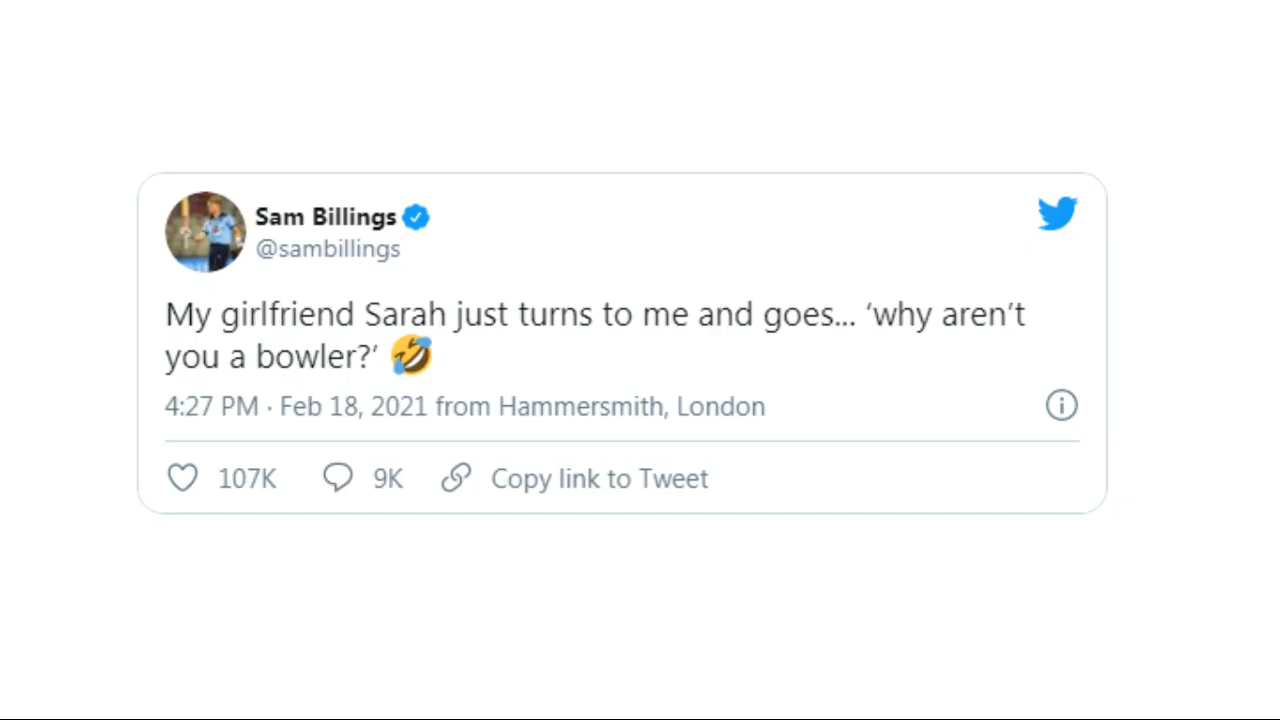 Sam Billings
@sambillings
My girlfriend Sarah just turns to me and goes... ‘why aren’t
you a bowler?’ 🤣
4:27 PM · Feb 18, 2021 from Hammersmith, London
107K 9K Copy link to Tweet